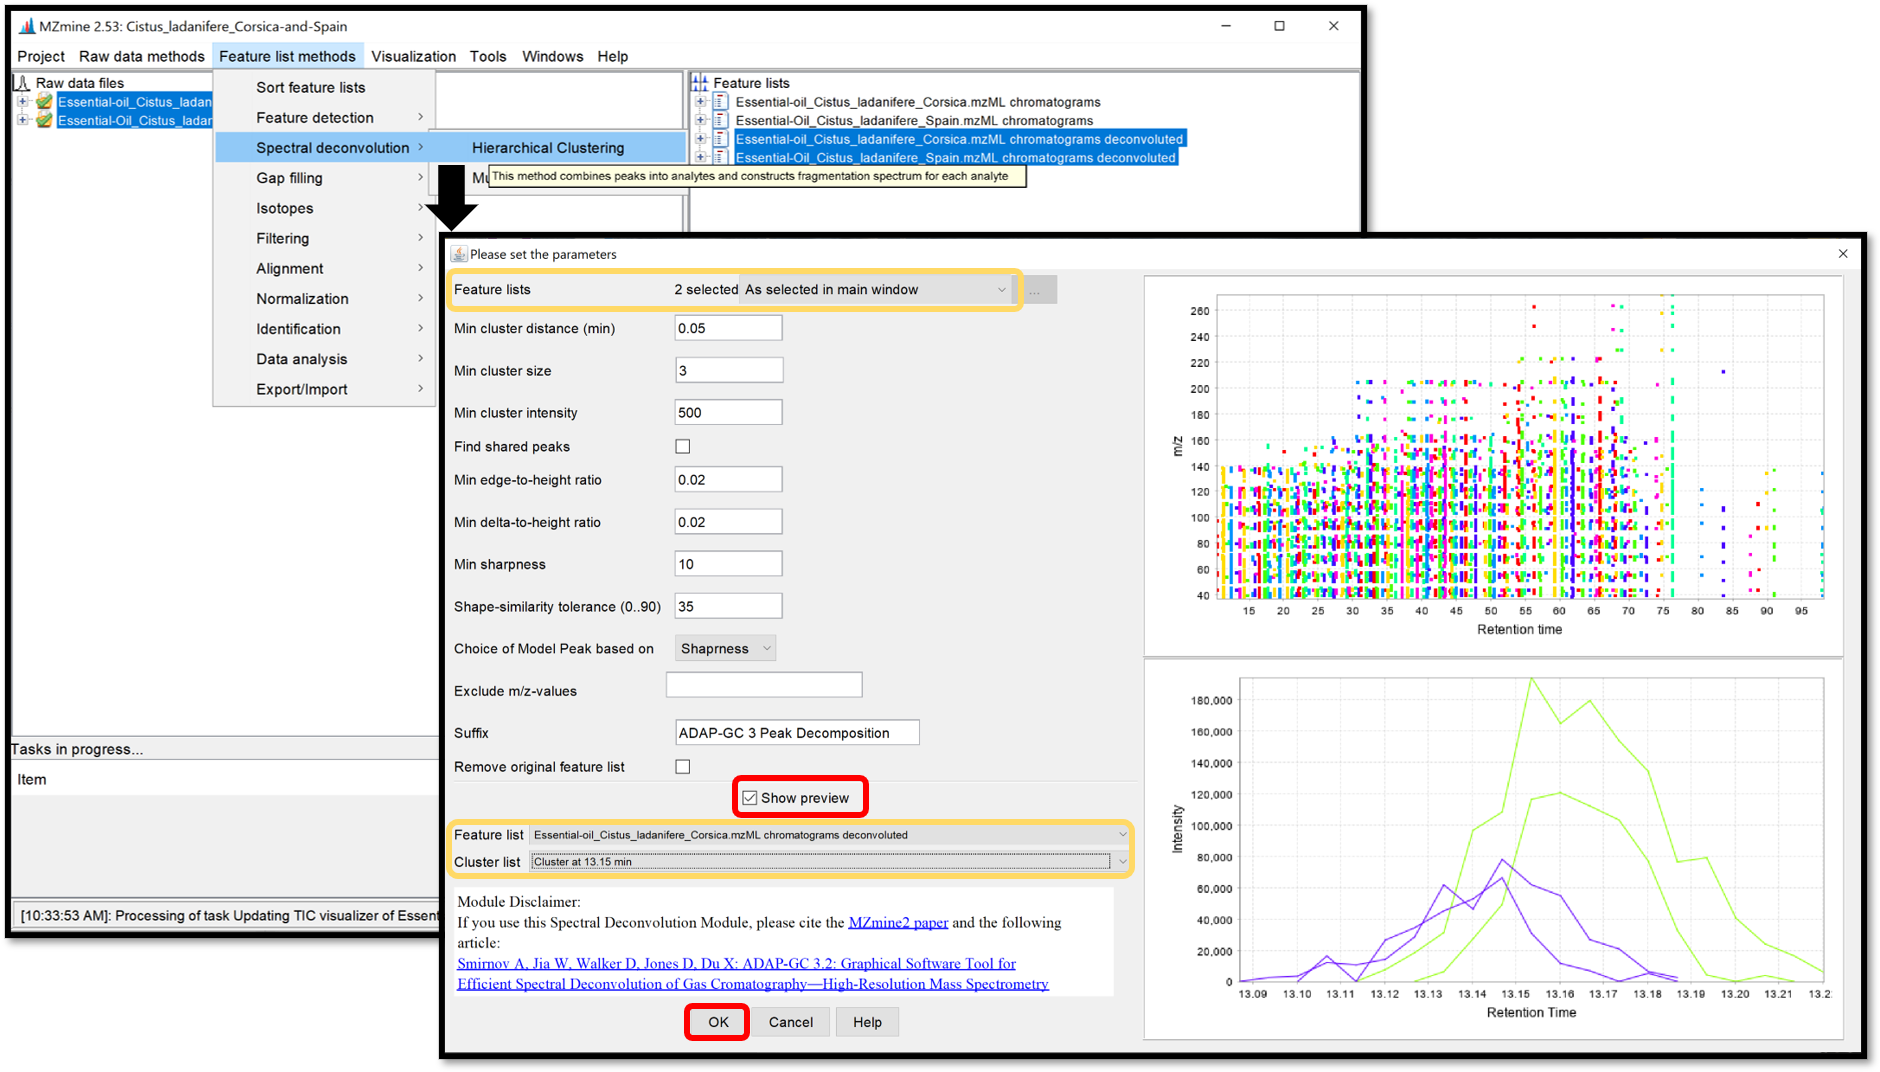 MZmine 2.53: Cistus_ladanifere_Corsica-and-Spain
Project Raw data methods Feature list methods Visualization Tools Windows Help
Raw data files
Essential-oil_Cistus_ladan
Essential-Oil_Cistus_ladar
Sort feature lists
Feature detection
Spectral deconvolution
Gap filling
Isotopes
Filtering
Alignment
Normalization
Identification
Data analysis
Export/Import
Hierarchical Clustering
Mu
This method combines peaks into analytes and constructs fragmentation spectrum for each analyte
Feature lists
Essential-oil_Cistus_ladanifere_Corsica.mzML chromatograms
Essential-Oil_Cistus_ladanifere_Spain.mzML chromatograms
Essential-oil_Cistus_ladanifere_Corsica.mzML chromatograms deconvoluted
Essential-Oil_Cistus_ladanifere_Spain.mzML chromatograms deconvoluted
Tasks in progress...
Item
[10:33:53 AM]: Processing of task Updating TIC visualizer of Essent
Please set the parameters
Feature lists 2 selected As selected in main window ...
Min cluster distance (min) 0.05
Min cluster size 3
Min cluster intensity 500
Find shared peaks
Min edge-to-height ratio 0.02
Min delta-to-height ratio 0.02
Min sharpness 10
Shape-similarity tolerance (0..90) 35
Choice of Model Peak based on Shaprness
Exclude m/z-values
Suffix ADAP-GC 3 Peak Decomposition
Remove original feature list
Show preview
Feature list Essential-oil_Cistus_ladanifere_Corsica.mzML chromatograms deconvoluted
Cluster list Cluster at 13.15 min
Module Disclaimer:
If you use this Spectral Deconvolution Module, please cite the MZmine2 paper and the following
article:
Smirnov A, Jia W, Walker D, Jones D, Du X: ADAP-GC 3.2: Graphical Software Tool for
Efficient Spectral Deconvolution of Gas Cromatography—High-Resolution Mass Spectrometry
OK Cancel Help
m/z
260
240
220
200
180
160
140
120
100
80
60
40
15 20 25 30 35 40 45 50 55 60 65 70 75 80 85 90 95
Retention time
Intensity
180,000
160,000
140,000
120,000
100,000
80,000
60,000
40,000
20,000
0
13.09 13.10 13.11 13.12 13.13 13.14 13.15 13.16 13.17 13.18 13.19 13.20 13.21 13.2
Retention Time